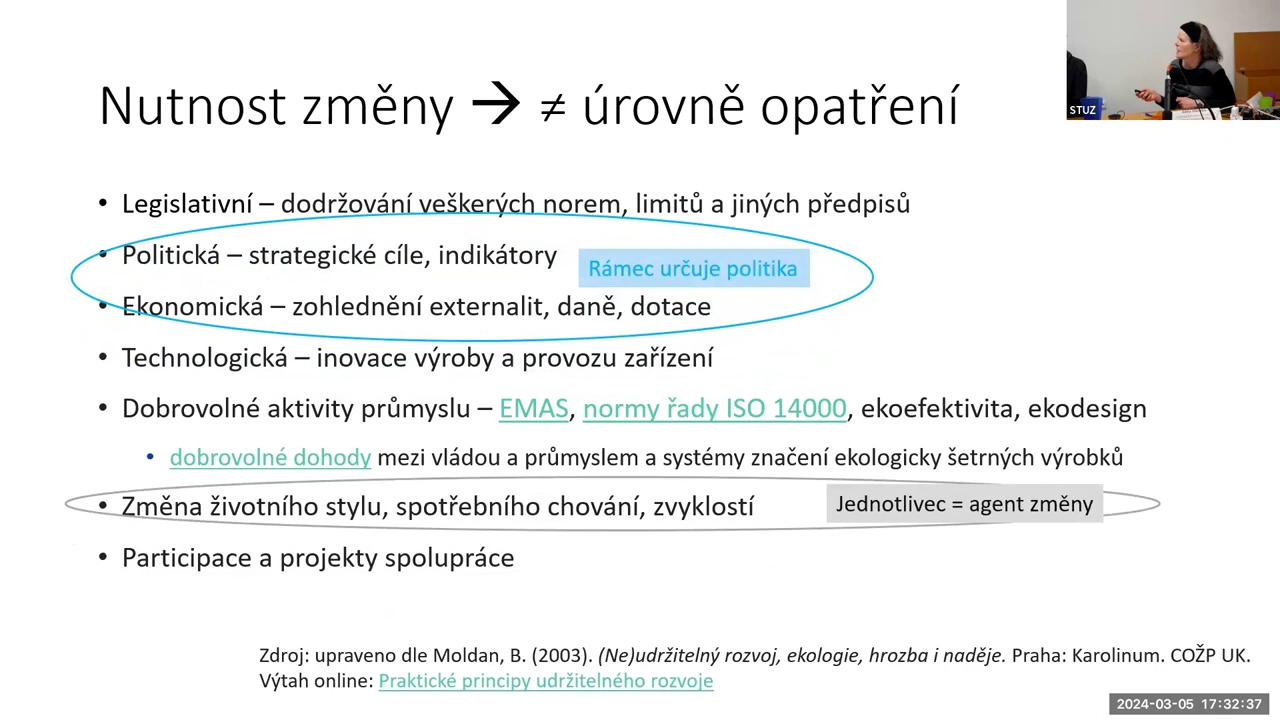 Nutnost změny → ≠ úrovně opatření
STUZ
• Legislativní – dodržování veškerých norem, limitů a jiných předpisů
• Politická – strategické cíle, indikátory
Rámec určuje politika
• Ekonomická – zohlednění externalit, daně, dotace
• Technologická – inovace výroby a provozu zařízení
• Dobrovolné aktivity průmyslu – EMAS, normy řady ISO 14000, ekoefektivita, ekodesign
• dobrovolné dohody mezi vládou a průmyslem a systémy značení ekologicky šetrných výrobků
• Změna životního stylu, spotřebního chování, zvyklostí
Jednotlivec = agent změny
• Participace a projekty spolupráce
Zdroj: upraveno dle Moldan, B. (2003). (Ne)udržitelný rozvoj, ekologie, hrozba i naděje. Praha: Karolinum. COŽP UK.
Výtah online: Praktické principy udržitelného rozvoje
2024-03-05 17:32:37